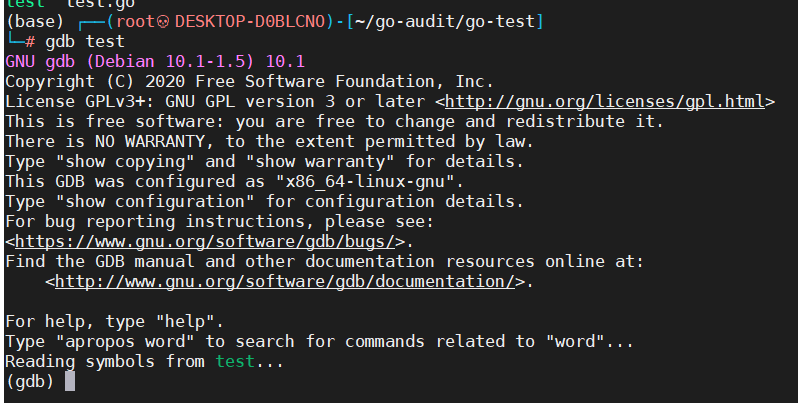 test test.go
(base) ┌──(root💀DESKTOP-D0BLCNO)-[~/go-audit/go-test]
└─# gdb test
GNU gdb (Debian 10.1-1.5) 10.1
Copyright (C) 2020 Free Software Foundation, Inc.
License GPLv3+: GNU GPL version 3 or later <http://gnu.org/licenses/gpl.html>
This is free software: you are free to change and redistribute it.
There is NO WARRANTY, to the extent permitted by law.
Type "show copying" and "show warranty" for details.
This GDB was configured as "x86_64-linux-gnu".
Type "show configuration" for configuration details.
For bug reporting instructions, please see:
<https://www.gnu.org/software/gdb/bugs/>.
Find the GDB manual and other documentation resources online at:
    <http://www.gnu.org/software/gdb/documentation/>.
For help, type "help".
Type "apropos word" to search for commands related to "word"...
Reading symbols from test...
(gdb)